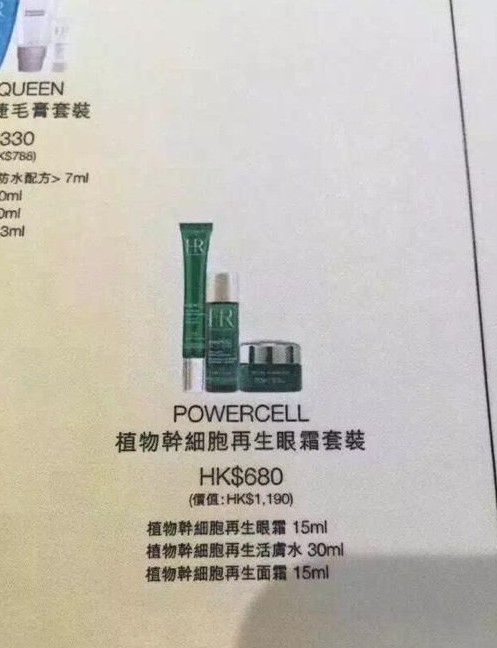 QUEEN
睫毛膏套裝
330
K$788)
防水配方> 7ml
0ml
0ml
3ml
HR
HR
POWERCELL
植物幹細胞再生眼霜套裝
HK$680
(價值:HK$1,190)
植物幹細胞再生眼霜 15ml
植物幹細胞再生活膚水 30ml
植物幹細胞再生面霜 15ml